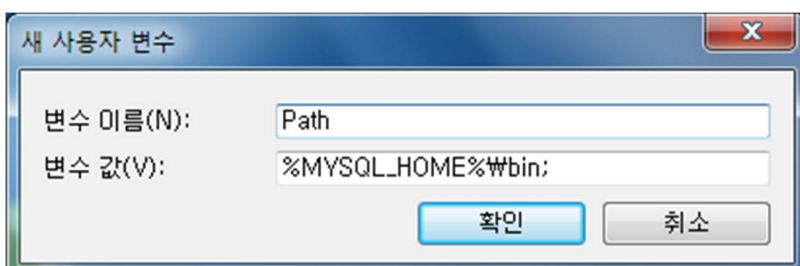 새 사용자 변수
변수 이름(N): Path
변수 값(V): %MYSQL_HOME%₩bin;
확인 취소